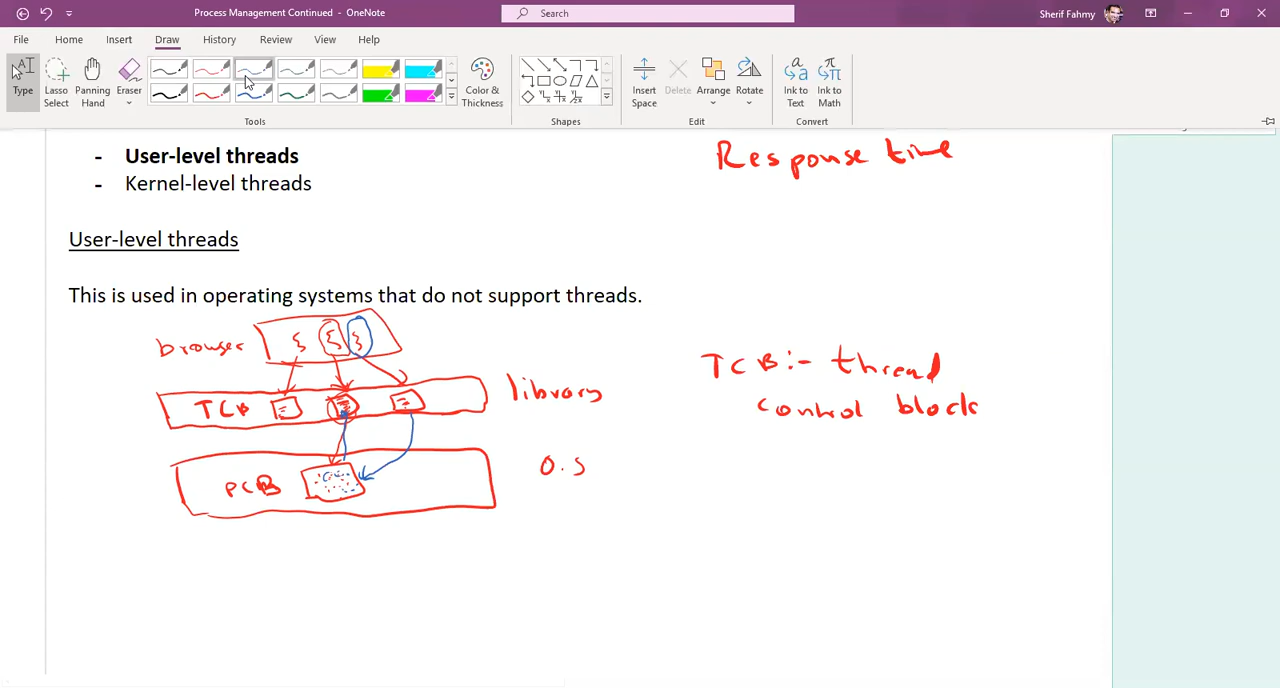 Process Management Continued - OneNote
Search
Sherif Fahmy
File Home Insert Draw History Review View Help
Type
Lasso Select
Panning Hand
Eraser
Color & Thickness
Insert Space
Delete
Arrange
Rotate
Ink to Text
Ink to Math
Tools
Shapes
Edit
Convert
- User-level threads
- Kernel-level threads
Response time
User-level threads
This is used in operating systems that do not support threads.
browser
TCB
library
PCB
O.S
TCB:- thread
control block